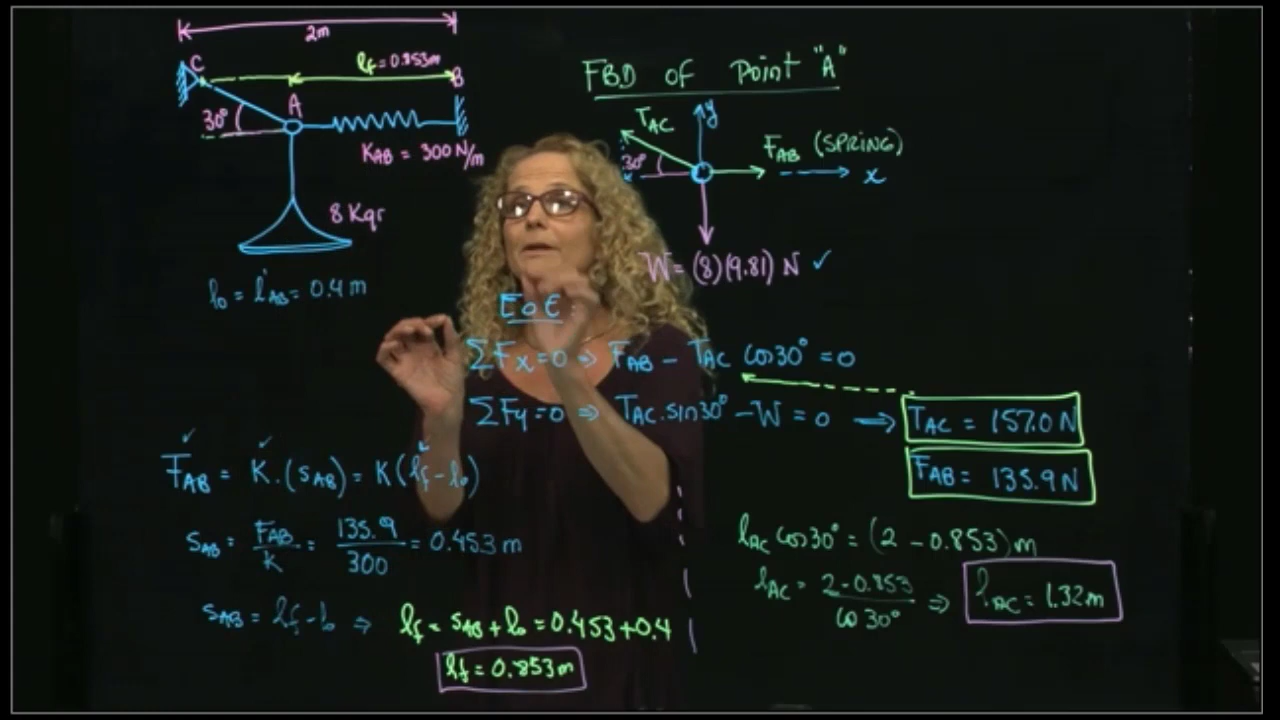 2m
C
lf = 0.853m
B
A
30°
KAB = 300 N/m
8 Kgr
l0 = l'AB = 0.4 m
FBD OF Point "A"
TAC
y
FAB (SPRING)
30°
x
W = (8)(9.81) N ✓
EoE
ΣFx=0 ⇒ FAB - TAC cos30° = 0
ΣFy=0 ⇒ TAC.sin30° - W = 0 ⇒ TAC = 157.0 N
FAB = 135.9 N
FAB = K.(SAB) = K(lf - l0)
SAB = FAB/K = 135.9/300 = 0.453 m
SAB = lf - l0 ⇒ lf = SAB + l0 = 0.453+0.4
lf = 0.853m
lAC cos30° = (2 - 0.853) m
lAC = 2-0.853/cos 30° ⇒ lAC = 1.32m